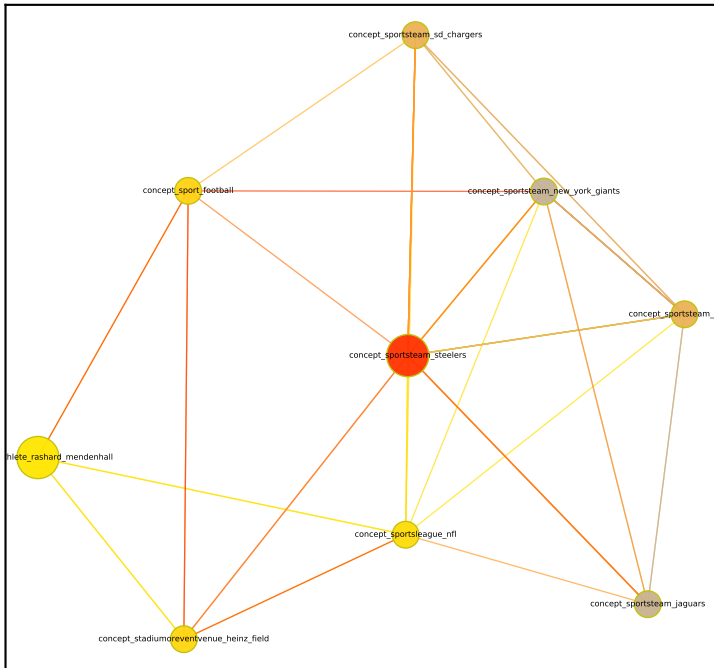 concept_sportsteam_sd_chargers
concept_sport_football
concept_sportsteam_new_york_giants
concept_sportsteam_
concept_sportsteam_steelers
hlete_rashard_mendenhall
concept_sportsleague_nfl
concept_sportsteam_jaguars
concept_stadiumoreventvenue_heinz_field